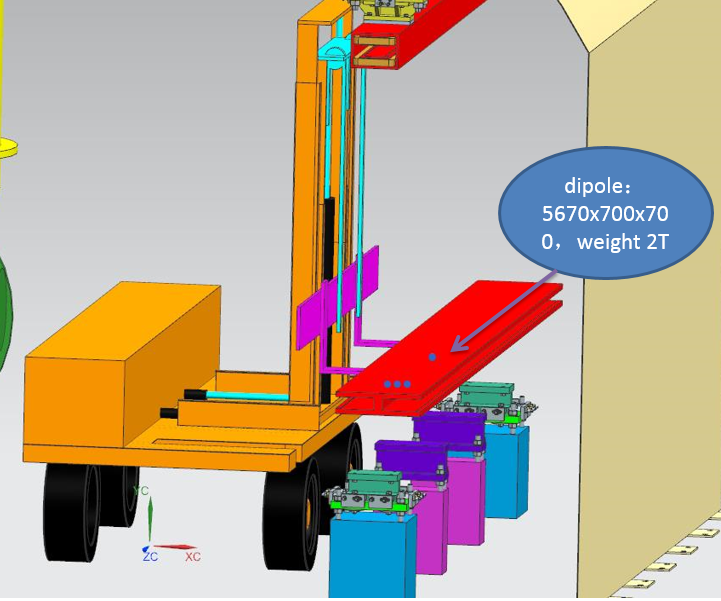 dipole：
5670x700x70
0，weight 2T
YC
ZC
XC